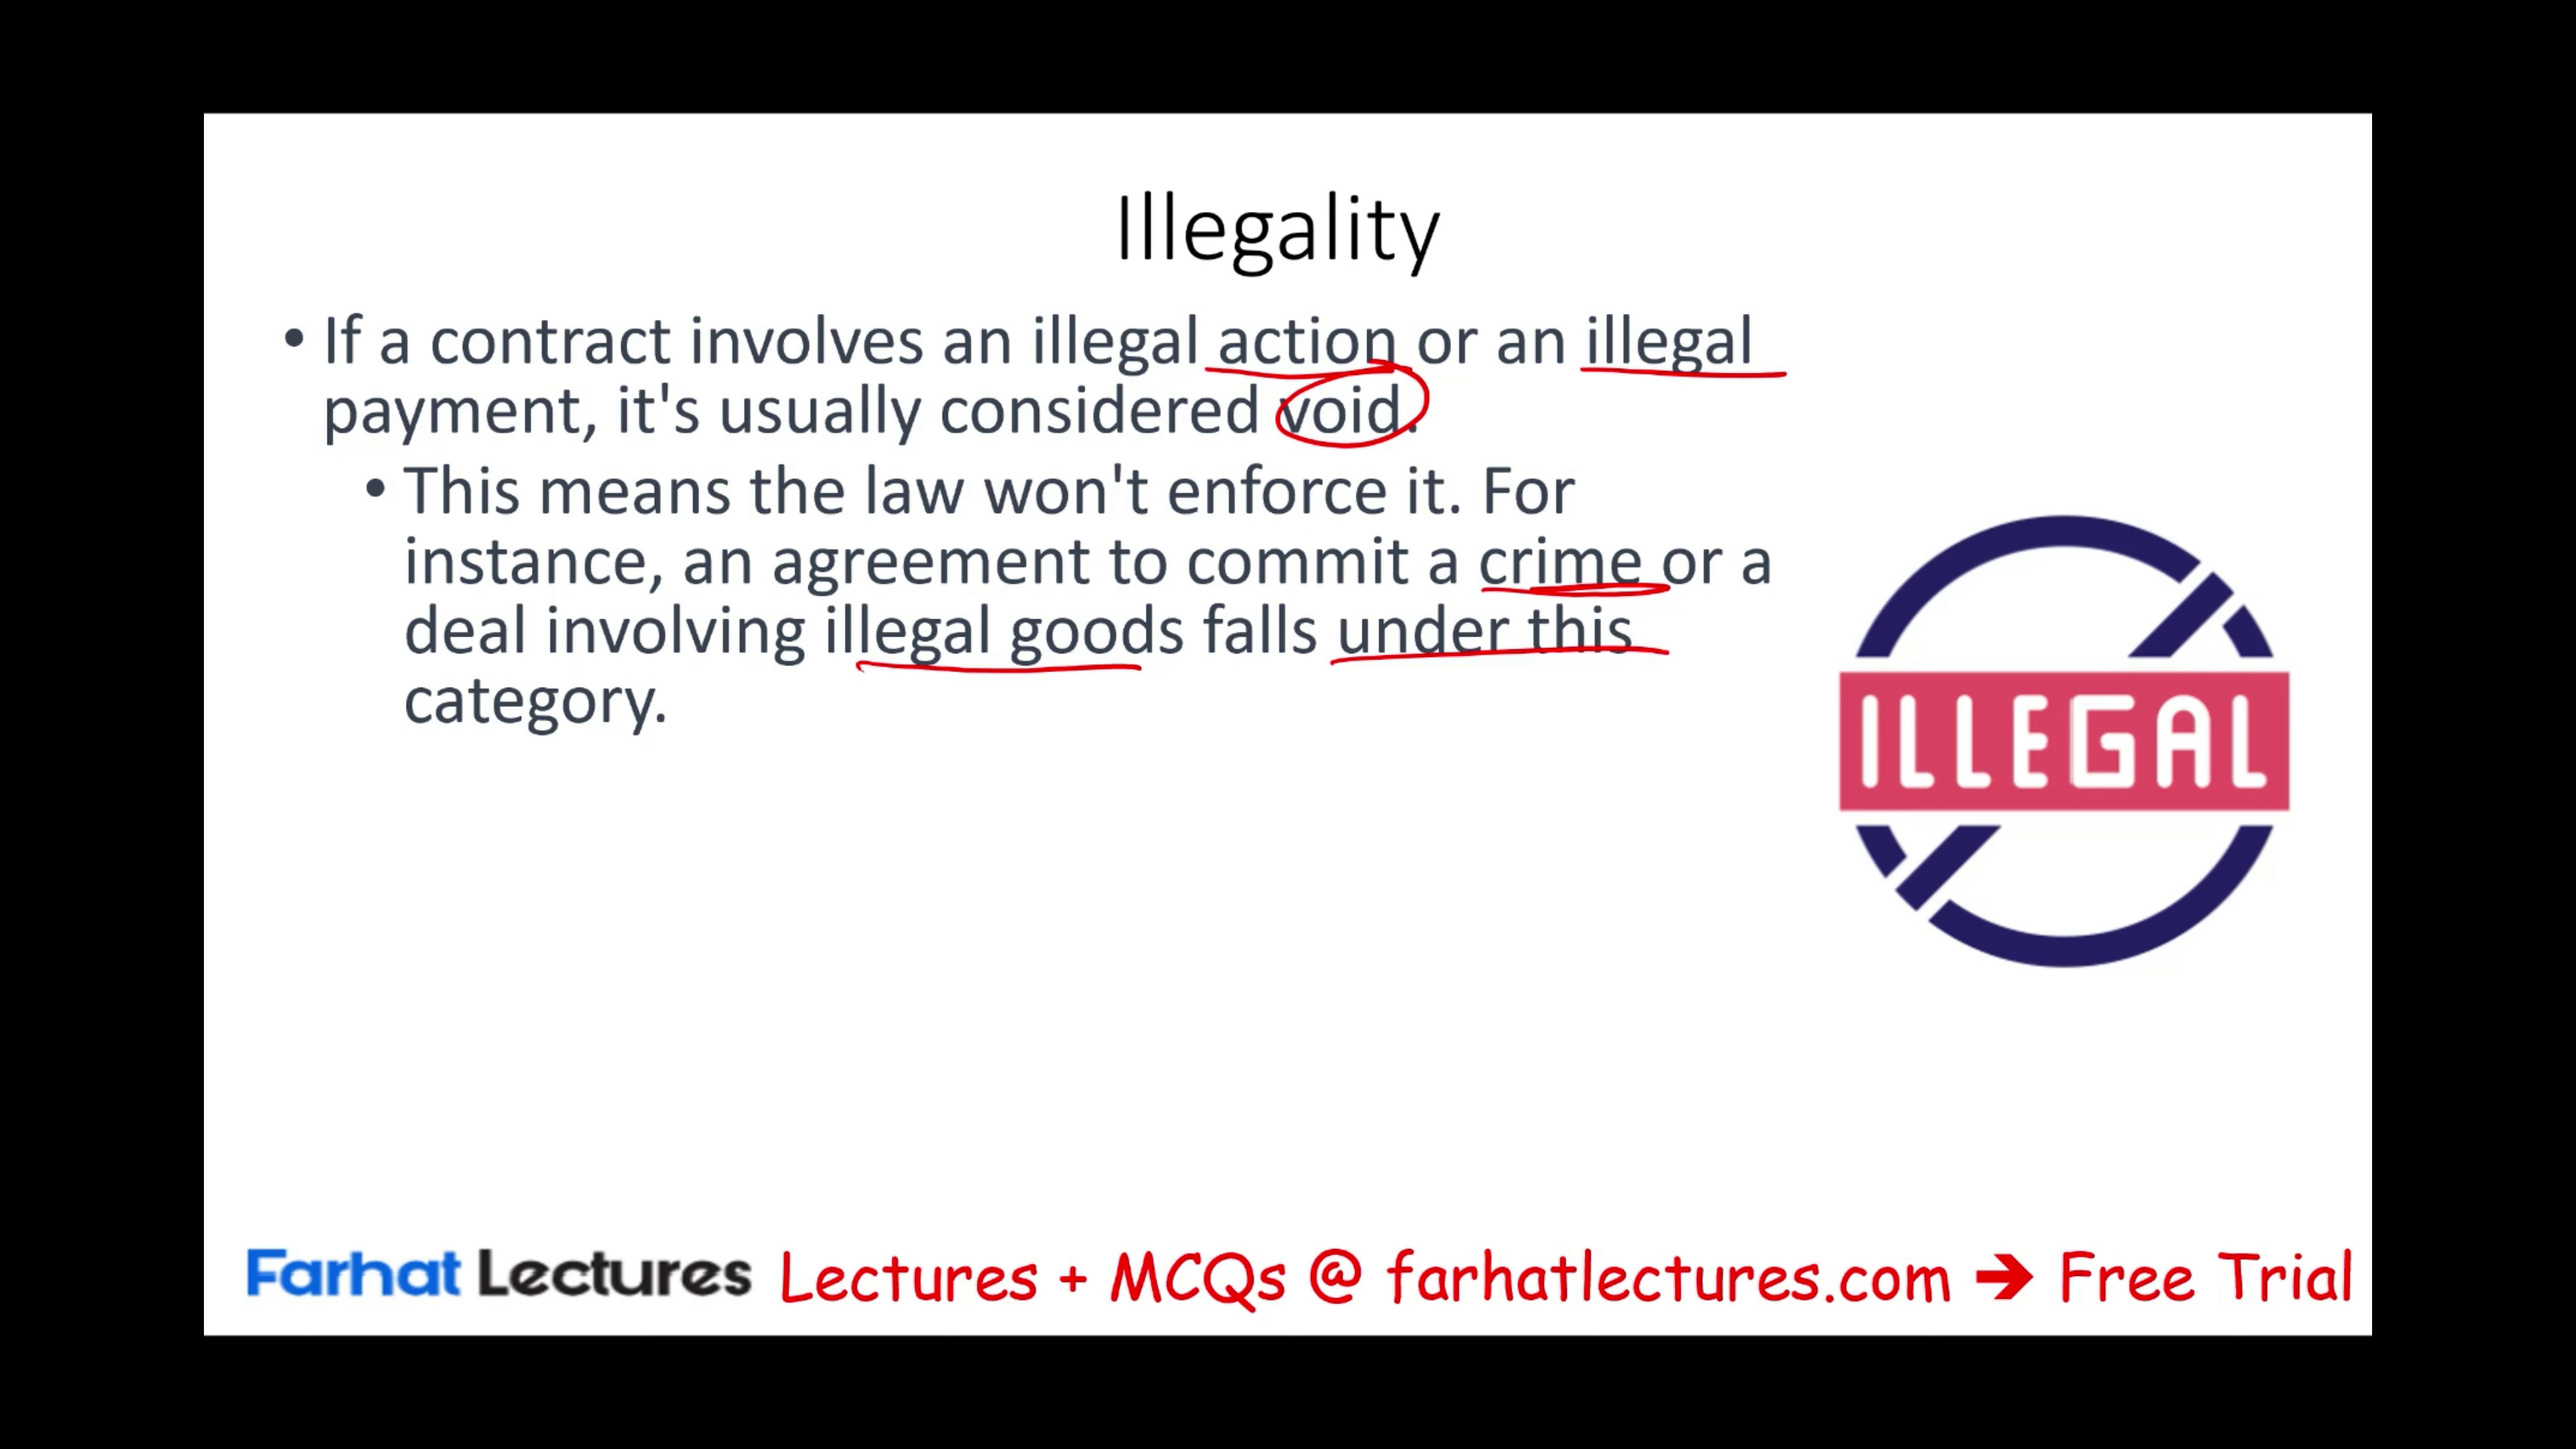 Illegality
• If a contract involves an illegal action or an illegal
payment, it's usually considered void.
• This means the law won't enforce it. For
instance, an agreement to commit a crime or a
deal involving illegal goods falls under this
category.
ILLEGAL
Farhat Lectures Lectures + MCQs @ farhatlectures.com ➔ Free Trial